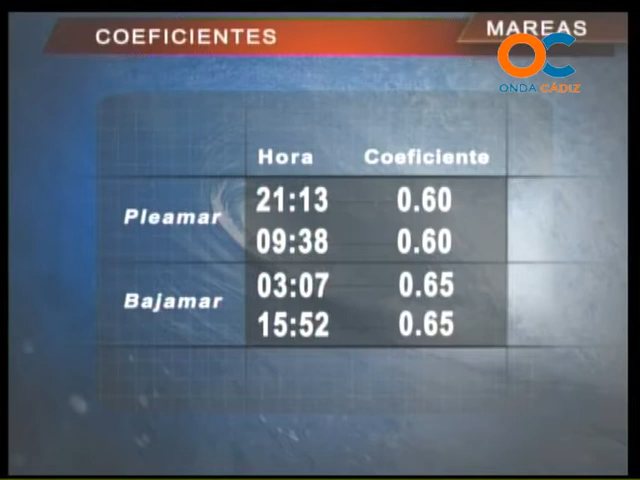 COEFICIENTES
MAREAS
OC
ONDA CÁDIZ
Hora Coeficiente
Pleamar
21:13 0.60
09:38 0.60
Bajamar
03:07 0.65
15:52 0.65